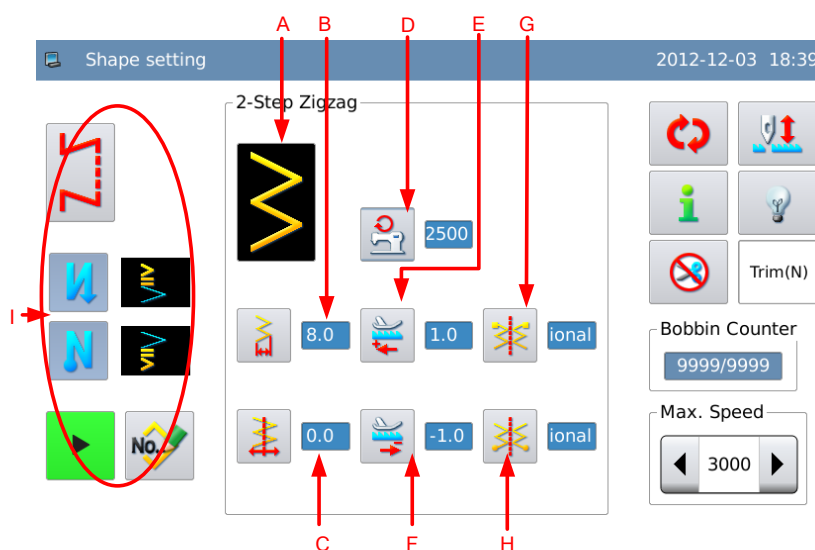 A B D E G
Shape setting 2012-12-03 18:39
2-Step Zigzag
2500
Trim(N)
I
8.0 1.0 ional
Bobbin Counter
9999/9999
Max. Speed
No.
0.0 -1.0 ional
3000
C F H